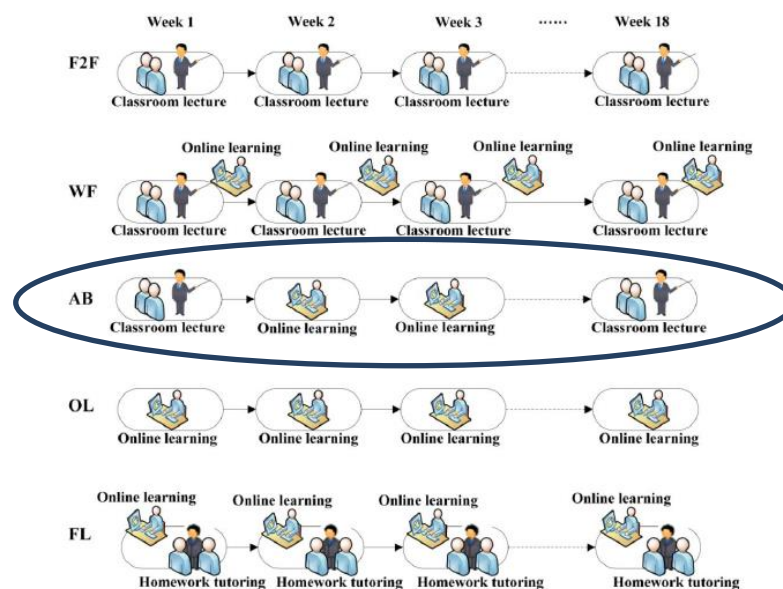 Week 1 Week 2 Week 3 ...... Week 18
F2F
Classroom lecture Classroom lecture Classroom lecture Classroom lecture
Online learning Online learning Online learning Online learning
WF
Classroom lecture Classroom lecture Classroom lecture Classroom lecture
AB
Classroom lecture Online learning Online learning Classroom lecture
OL
Online learning Online learning Online learning Online learning
Online learning Online learning Online learning Online learning
FL
Homework tutoring Homework tutoring Homework tutoring Homework tutoring